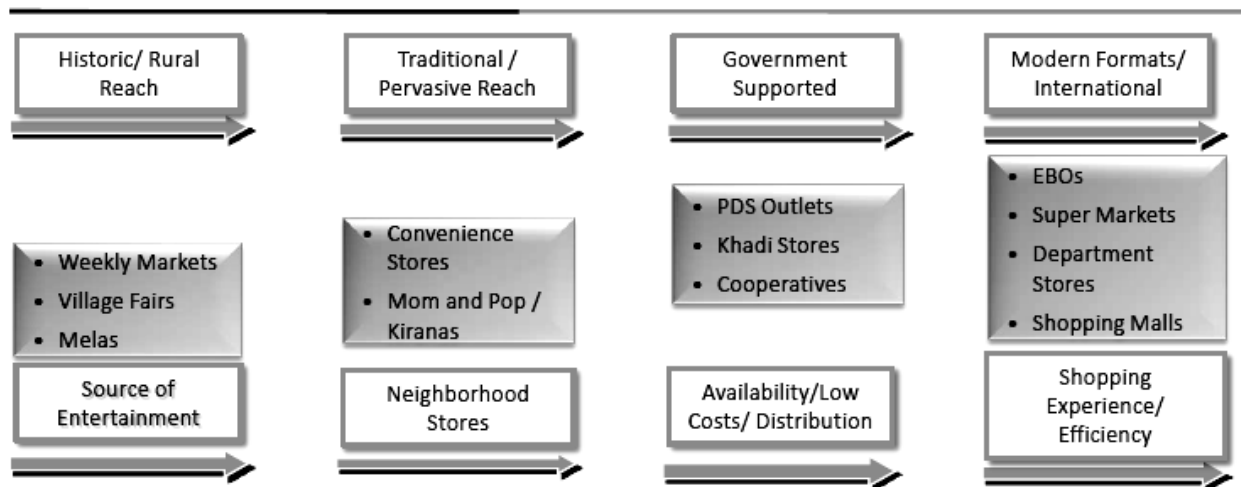 Historic/ Rural
Reach
Traditional /
Pervasive Reach
Government
Supported
Modern Formats/
International
• Weekly Markets
• Village Fairs
• Melas
• Convenience
Stores
• Mom and Pop /
Kiranas
• PDS Outlets
• Khadi Stores
• Cooperatives
• EBOs
• Super Markets
• Department
Stores
• Shopping Malls
Source of
Entertainment
Neighborhood
Stores
Availability/Low
Costs/ Distribution
Shopping
Experience/
Efficiency